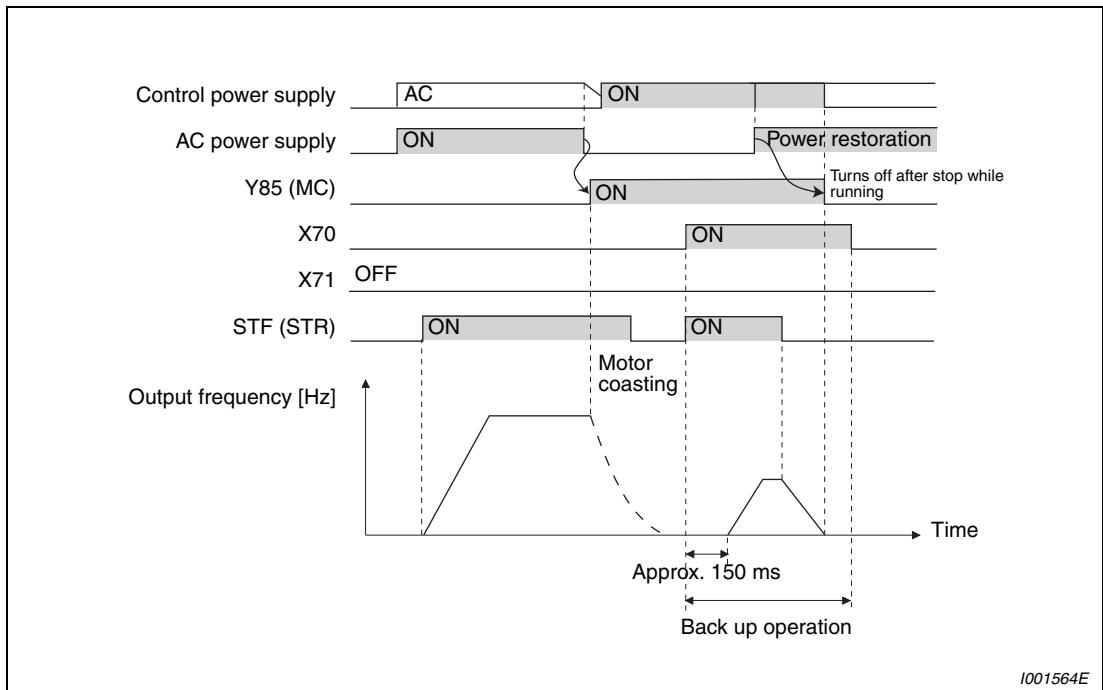 Control power supply AC ON
AC power supply ON Power restoration
Y85 (MC) ON Turns off after stop while
running
X70 ON
X71 OFF
STF (STR) ON ON
Motor
coasting
Output frequency [Hz]
Time
Approx. 150 ms
Back up operation
I001564E